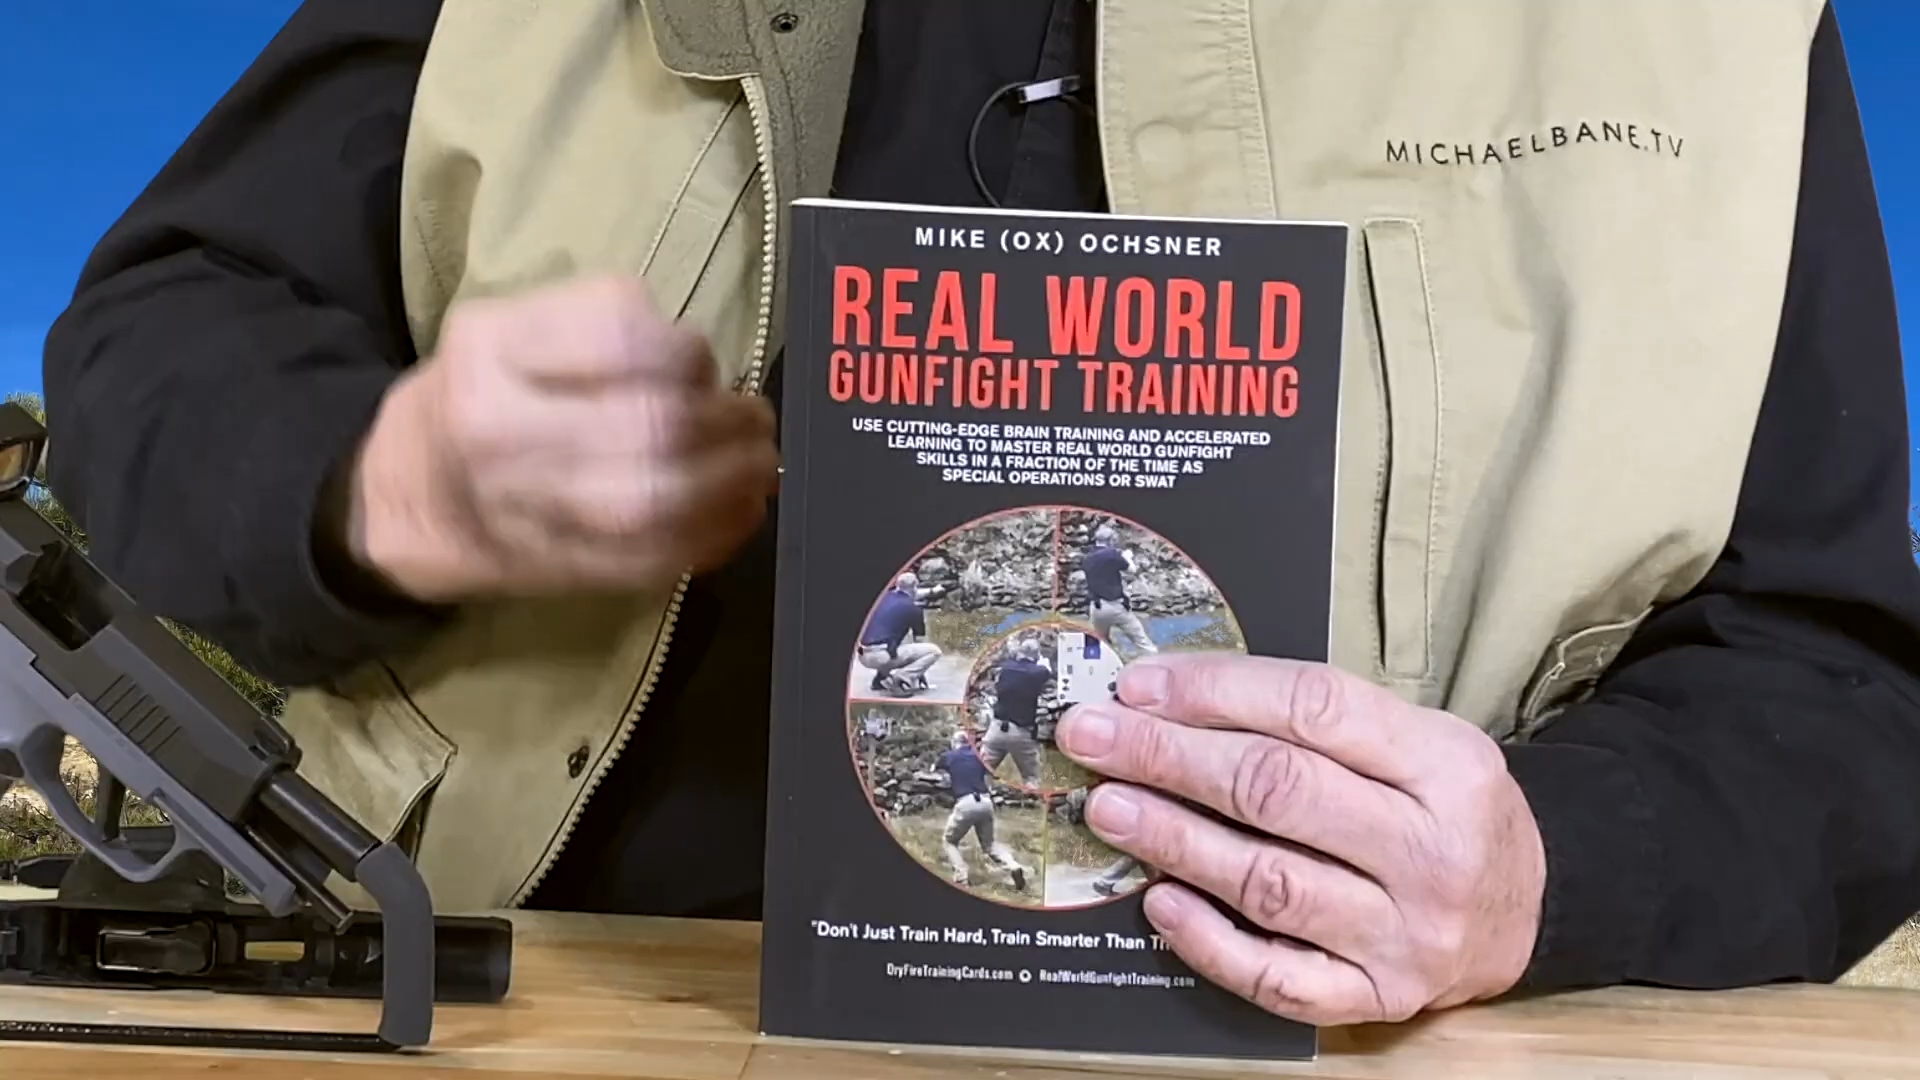 MICHAELBANE.TV
MIKE (OX) OCHSNER
REAL WORLD
GUNFIGHT TRAINING
USE CUTTING-EDGE BRAIN TRAINING AND ACCELERATED
LEARNING TO MASTER REAL WORLD GUNFIGHT
SKILLS IN A FRACTION OF THE TIME AS
SPECIAL OPERATIONS OR SWAT
"Don't Just Train Hard, Train Smarter Than
DryFireTrainingCards.com RealWorldGunfightTraining.com